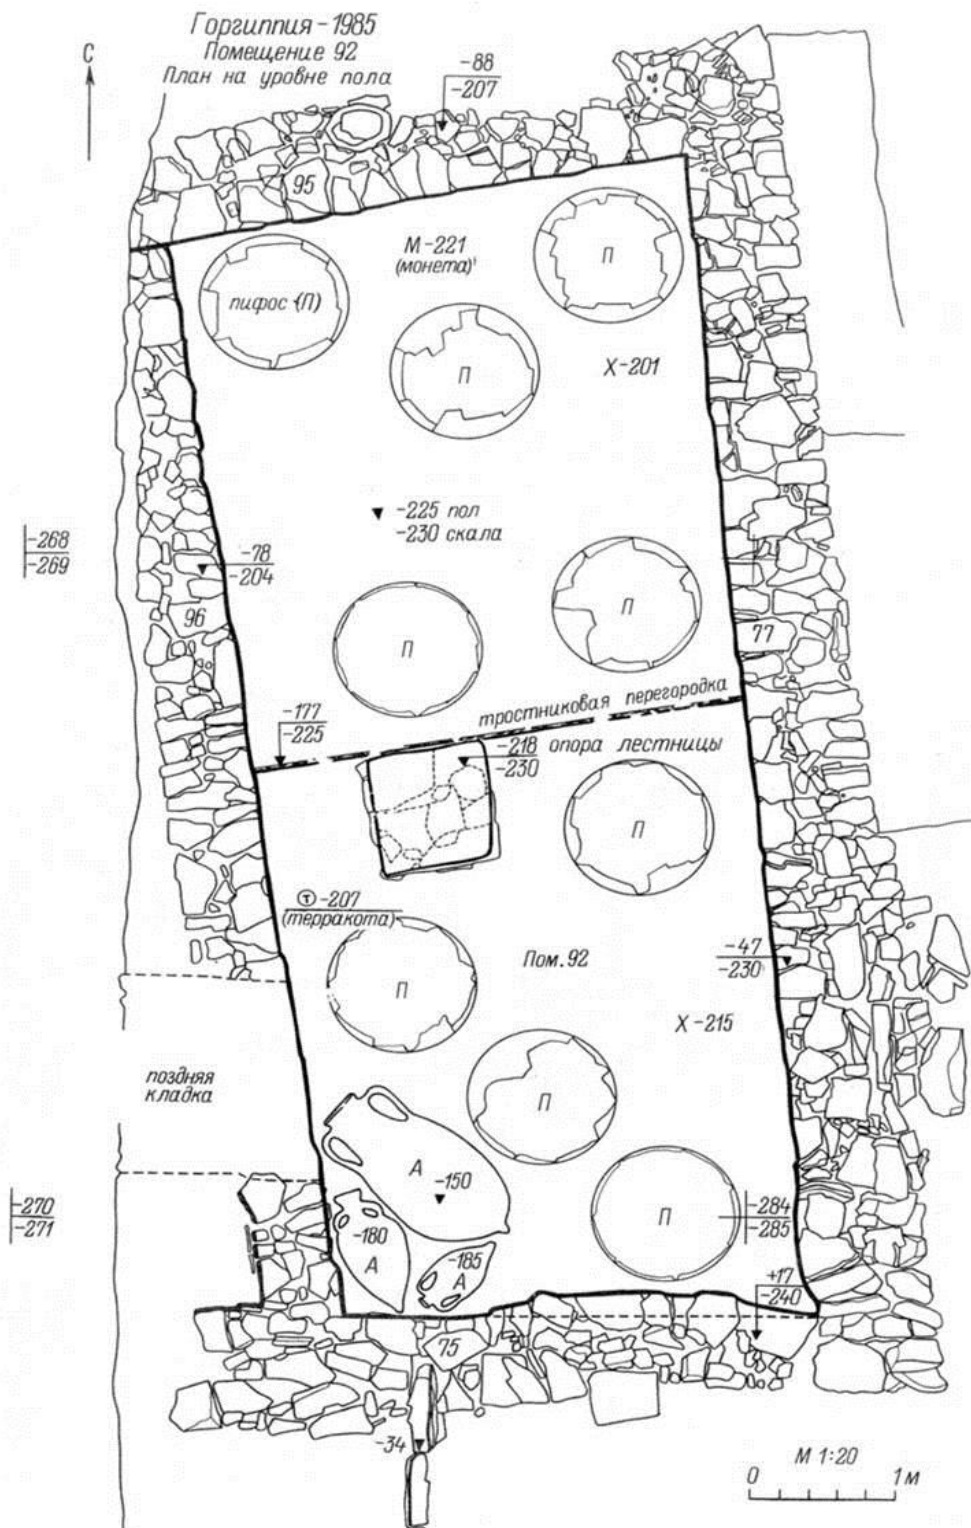 Горгиппия-1985
Помещение 92
План на уровне пола
С
-88
-207
95
М-221
(монета)
П
пифос-(П)
П
Х-201
-225 пол
-230 скала
-268
-269
-78
-204
96
П
П
77
тростниковая перегородка
-177
-225
-218 опора лестницы
-230
П
Т -207
(терракота)
Пом. 92
-47
-230
П
Х-215
поздняя
кладка
П
А
-150
-270
-271
-180
А
-185
А
П
-284
-285
+17
-240
75
-34
М 1:20
0 1 м